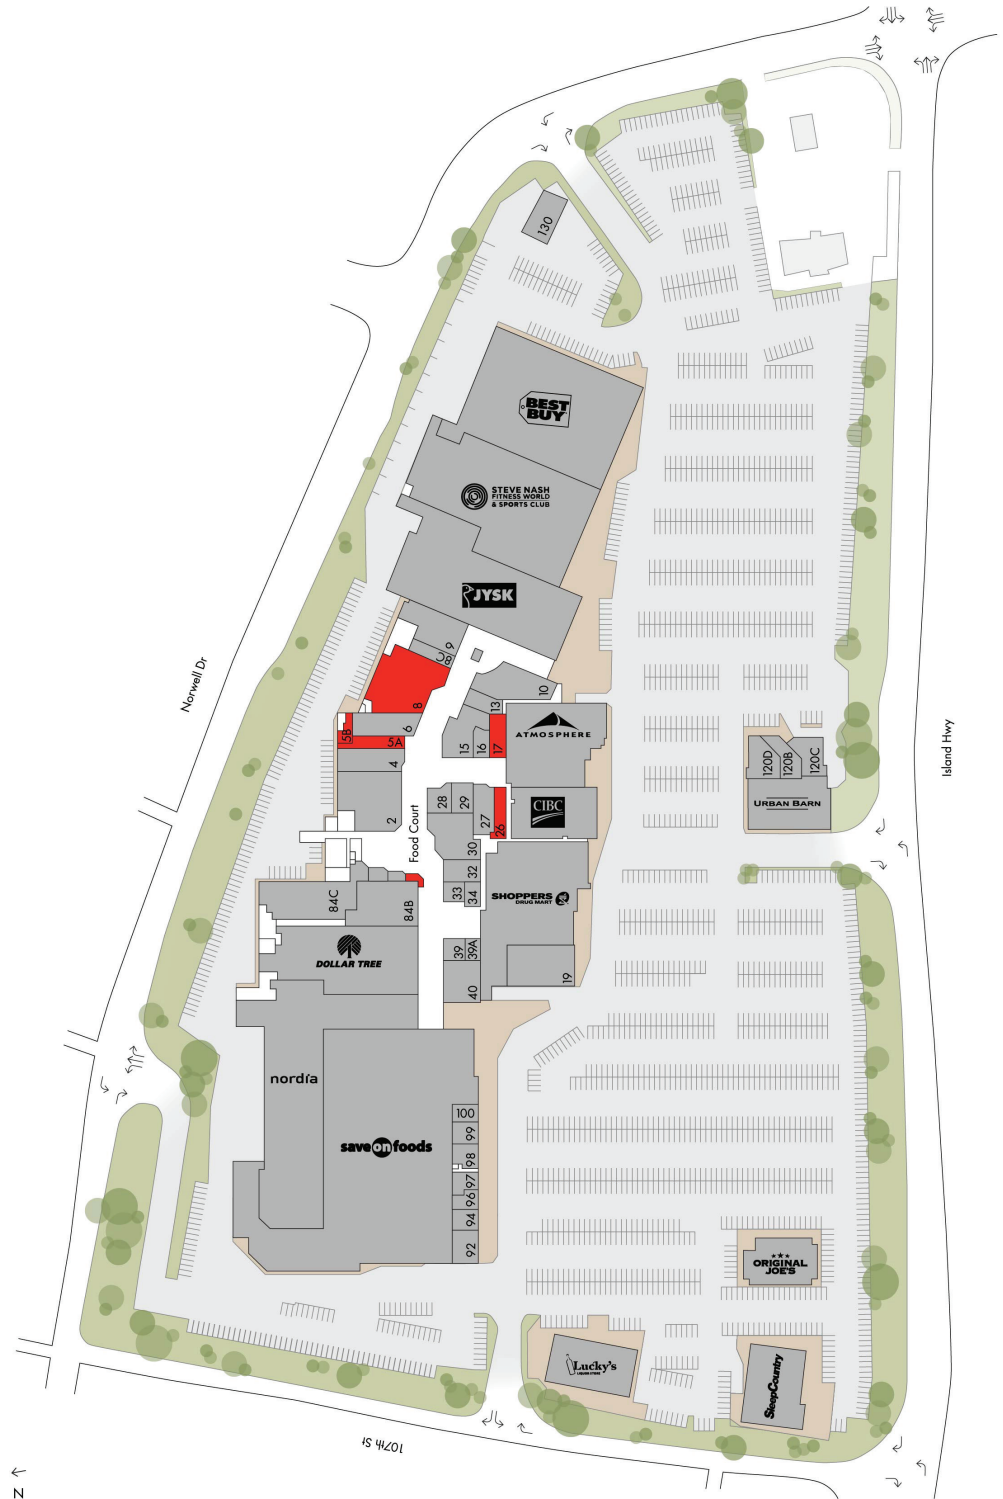 130
BEST
BUY
STEVE NASH
FITNESS WORLD
& SPORTS CLUB
JYSK
Norwell Dr
9
8C
8
10
13
6
5B
5A
15
16
17
ATMOSPHERE
4
120D
120B
120C
Island Hwy
URBAN BARN
2
28
29
27
26
CIBC
Food Court
30
32
33
34
SHOPPERS
DRUG MART
84C
84B
DOLLAR TREE
39
39A
40
19
nordia
save on foods
100
99
98
97
96
94
92
ORIGINAL
JOE'S
Lucky's
LIQUOR STORE
SleepCountry
107th St
N